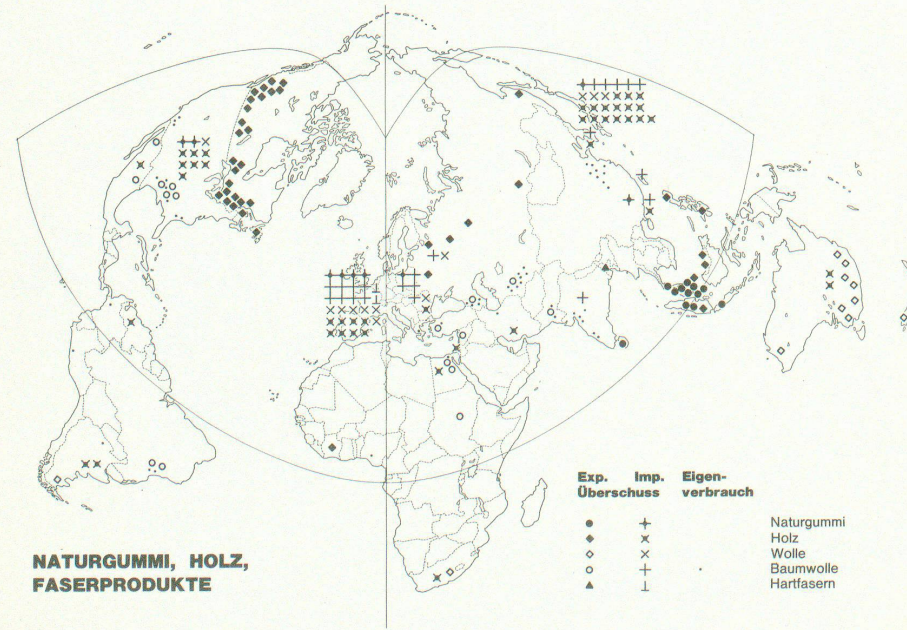 Exp. Imp. Eigen-
Überschuss verbrauch
Naturgummi
Holz
Wolle
Baumwolle
Hartfasern
NATURGUMMI, HOLZ,
FASERPRODUKTE